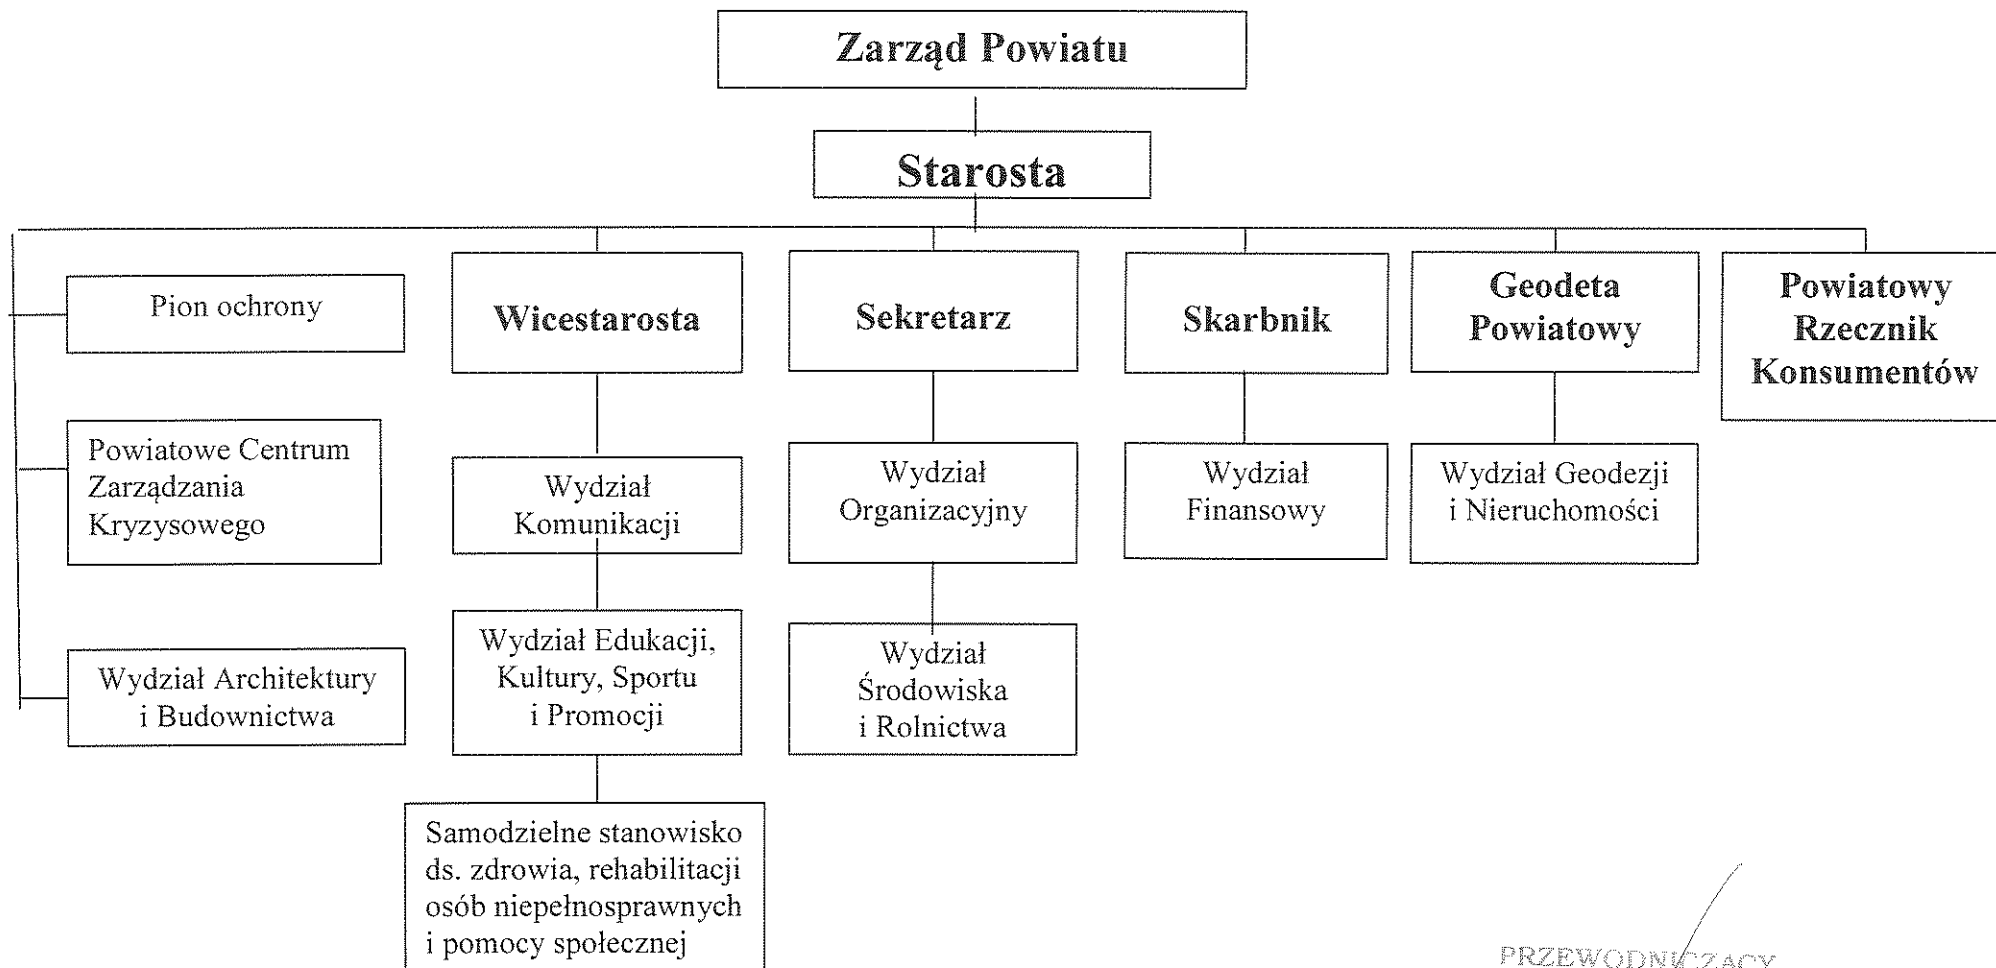 Zarząd Powiatu
Starosta
Pion ochrony
Wicestarosta
Sekretarz
Skarbnik
Geodeta
Powiatowy
Powiatowy
Rzecznik
Konsumentów
Powiatowe Centrum
Zarządzania
Kryzysowego
Wydział
Komunikacji
Wydział
Organizacyjny
Wydział
Finansowy
Wydział Geodezji
i Nieruchomości
Wydział Architektury
i Budownictwa
Wydział Edukacji,
Kultury, Sportu
i Promocji
Wydział
Środowiska
i Rolnictwa
Samodzielne stanowisko
ds. zdrowia, rehabilitacji
osób niepełnosprawnych
i pomocy społecznej
PRZEWODNICZĄCY